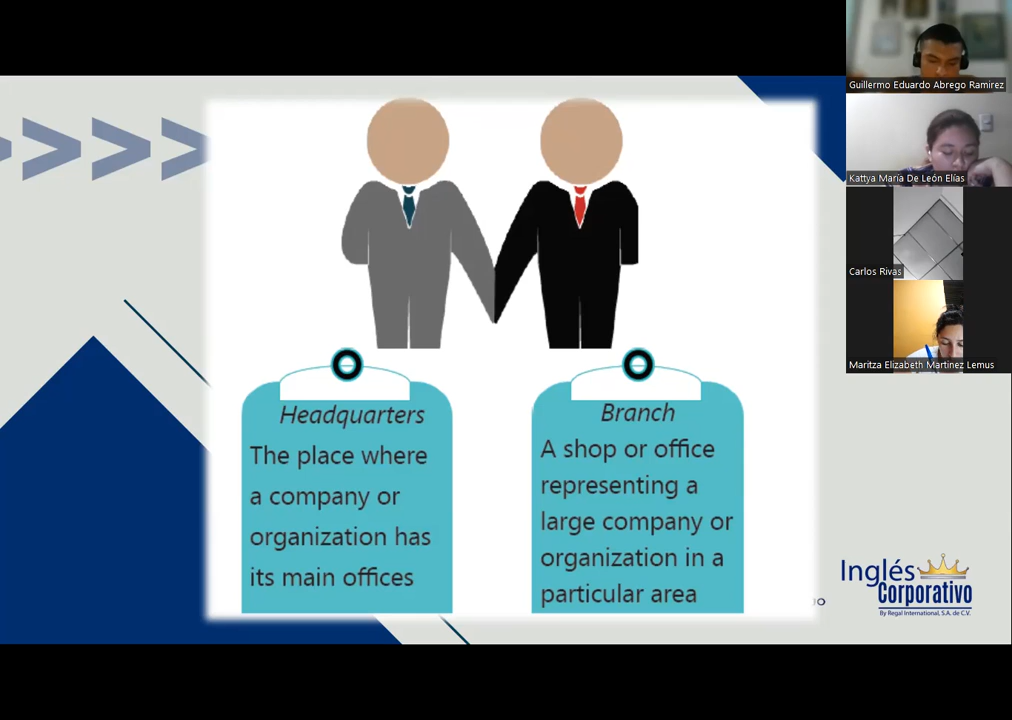 Headquarters
The place where
a company or
organization has
its main offices
Branch
A shop or office
representing a
large company or
organization in a
particular area
Inglés
Corporativo
By Regal International, S.A. de C.V.
Guillermo Eduardo Abrego Ramirez
Kattya María De León Elías
Carlos Rivas
Maritza Elizabeth Martinez Lemus